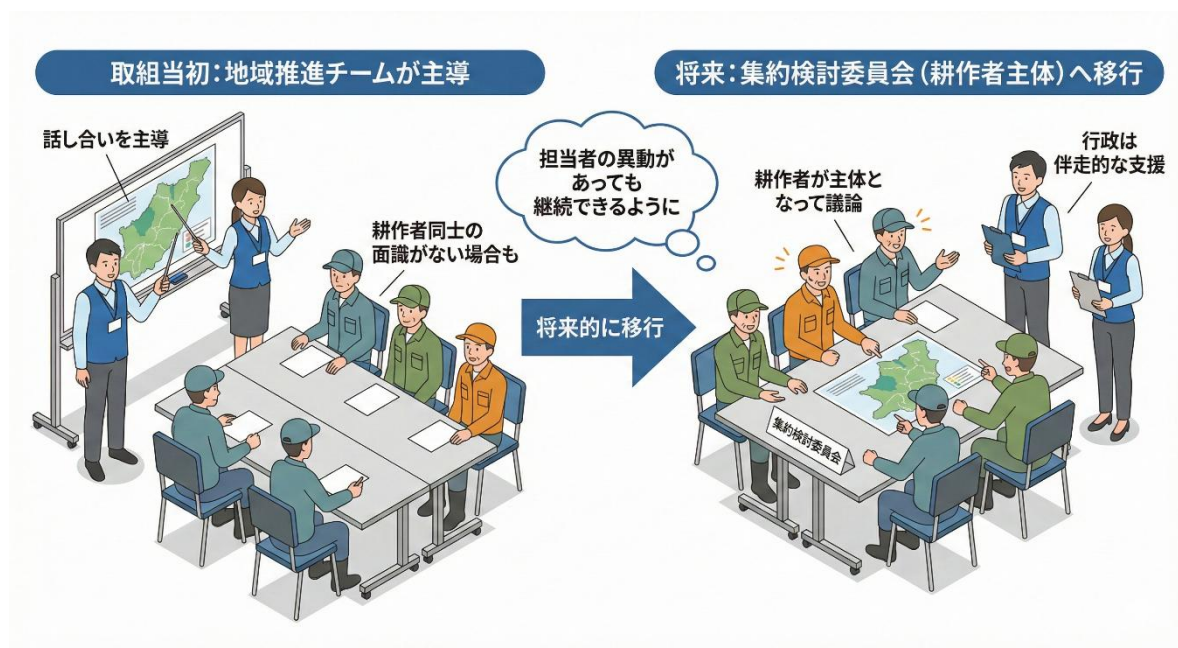 取組当初：地域推進チームが主導
話し合いを主導
耕作者同士の
面識がない場合も
担当者の異動が
あっても
継続できるように
将来的に移行
将来：集約検討委員会（耕作者主体）へ移行
耕作者が主体と
なって議論
行政は
伴走的な支援
集約検討委員会